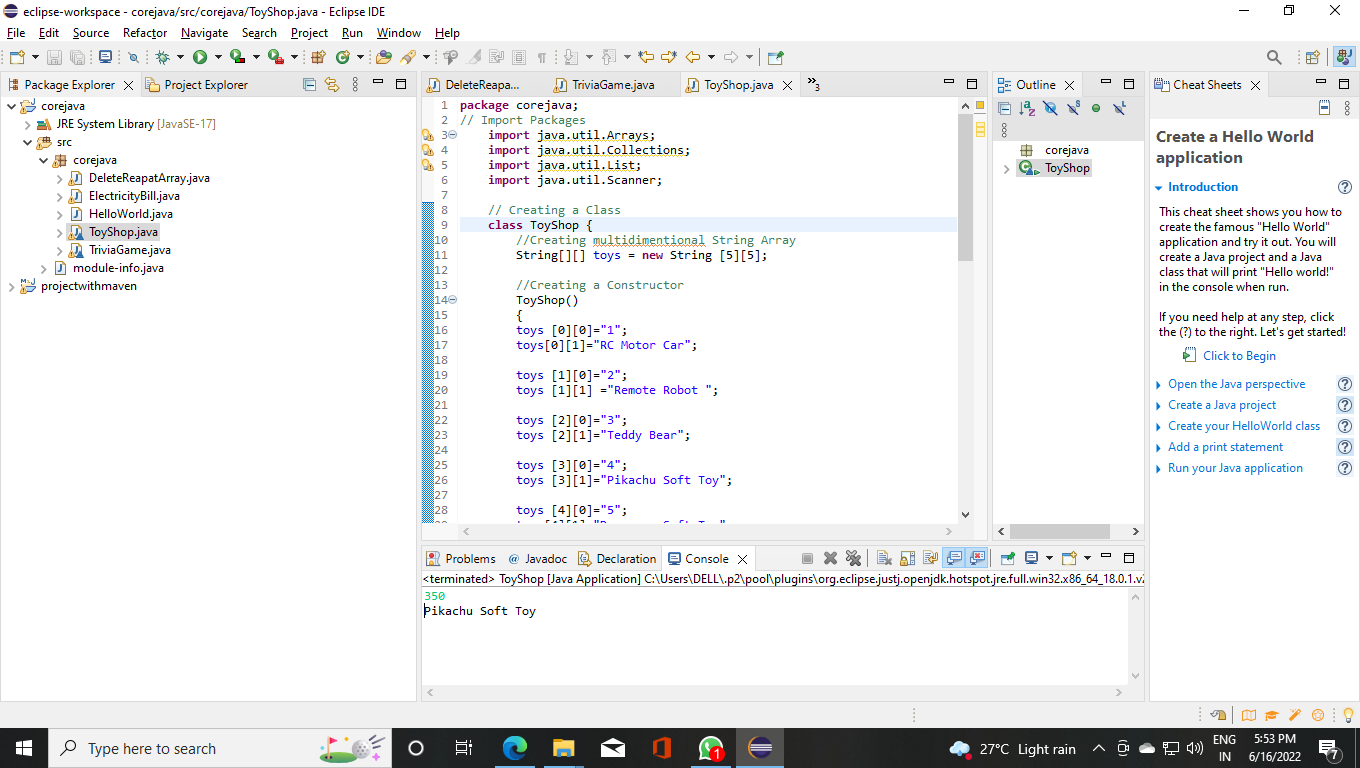 eclipse-workspace - corejava/src/corejava/ToyShop.java - Eclipse IDE
File Edit Source Refactor Navigate Search Project Run Window Help
Package Explorer
Project Explorer
corejava
JRE System Library [JavaSE-17]
src
corejava
DeleteReapatArray.java
ElectricityBill.java
HelloWorld.java
ToyShop.java
TriviaGame.java
module-info.java
projectwithmaven
DeleteReapa... TriviaGame.java ToyShop.java 3
1 package corejava;
2 // Import Packages
3 import java.util.Arrays;
4 import java.util.Collections;
5 import java.util.List;
6 import java.util.Scanner;
7
8 // Creating a Class
9 class ToyShop {
10 //Creating multidimentional String Array
11 String[][] toys = new String [5][5];
12
13 //Creating a Constructor
14 ToyShop()
15 {
16 toys [0][0]="1";
17 toys[0][1]="RC Motor Car";
18
19 toys [1][0]="2";
20 toys [1][1] ="Remote Robot ";
21
22 toys [2][0]="3";
23 toys [2][1]="Teddy Bear";
24
25 toys [3][0]="4";
26 toys [3][1]="Pikachu Soft Toy";
27
28 toys [4][0]="5";
Outline
corejava
ToyShop
Cheat Sheets
Create a Hello World
application
Introduction
This cheat sheet shows you how to
create the famous "Hello World"
application and try it out. You will
create a Java project and a Java
class that will print "Hello world!"
in the console when run.
If you need help at any step, click
the (?) to the right. Let's get started!
Click to Begin
Open the Java perspective
Create a Java project
Create your HelloWorld class
Add a print statement
Run your Java application
Problems @ Javadoc Declaration Console
<terminated> ToyShop [Java Application] C:\Users\DELL\.p2\pool\plugins\org.eclipse.justj.openjdk.hotspot.jre.full.win32.x86_64_18.0.1.v2
350
Pikachu Soft Toy
Type here to search
1
27°C Light rain
ENG
IN
5:53 PM
6/16/2022
7